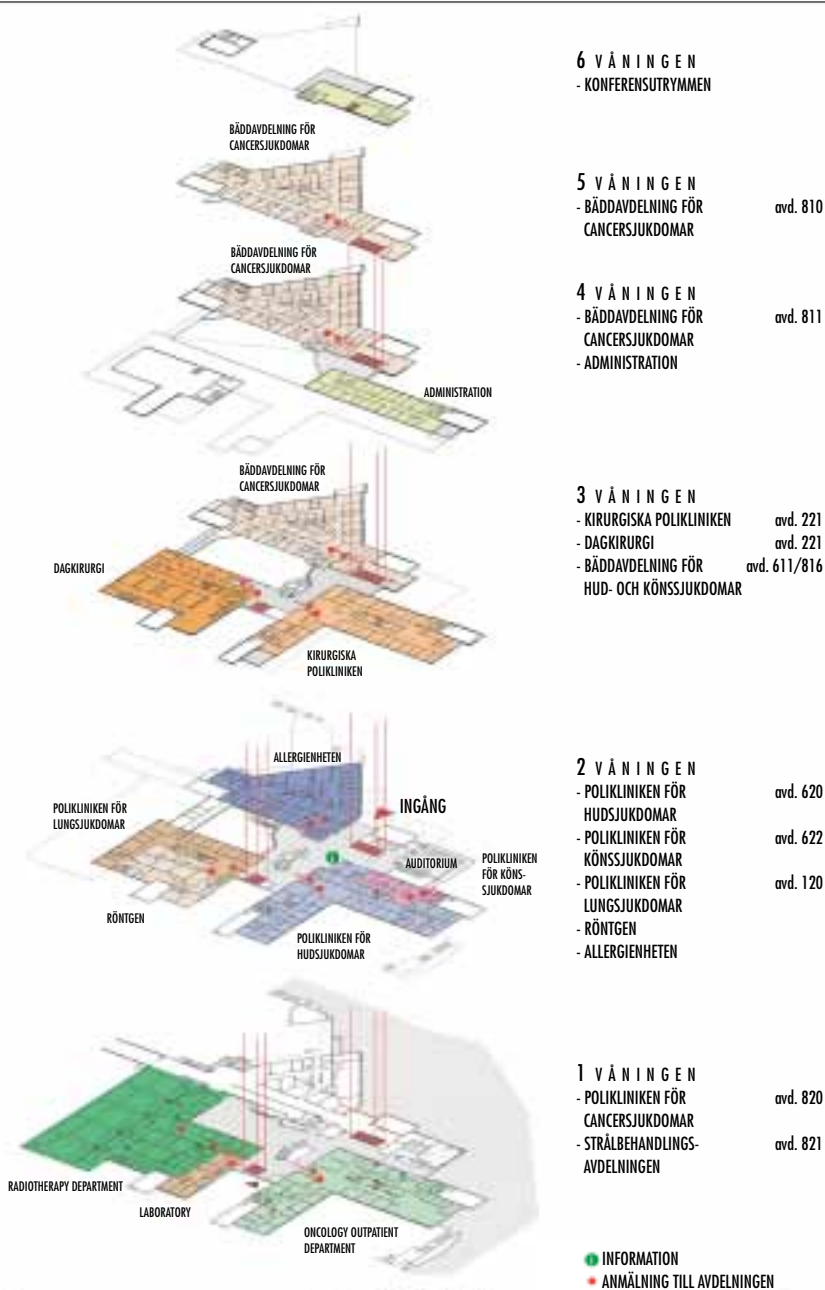 6 VÅNINGEN
- KONFERENSUTRYMMEN
BÄDDAVDELNING FÖR
CANCERSJUKDOMAR
5 VÅNINGEN
- BÄDDAVDELNING FÖR avd. 810
CANCERSJUKDOMAR
BÄDDAVDELNING FÖR
CANCERSJUKDOMAR
4 VÅNINGEN
- BÄDDAVDELNING FÖR avd. 811
CANCERSJUKDOMAR
- ADMINISTRATION
ADMINISTRATION
BÄDDAVDELNING FÖR
CANCERSJUKDOMAR
3 VÅNINGEN
- KIRURGISKA POLIKLINIKEN avd. 221
- DAGKIRURGI avd. 221
- BÄDDAVDELNING FÖR avd. 611/816
HUD- OCH KÖNSSJUKDOMAR
DAGKIRURGI
KIRURGISKA
POLIKLINIKEN
ALLERGIENHETEN
INGÅNG
POLIKLINIKEN FÖR
LUNGSJUKDOMAR
AUDITORIUM
POLIKLINIKEN
FÖR KÖNS-
SJUKDOMAR
RÖNTGEN
POLIKLINIKEN FÖR
HUDSJUKDOMAR
2 VÅNINGEN
- POLIKLINIKEN FÖR avd. 620
HUDSJUKDOMAR
- POLIKLINIKEN FÖR avd. 622
KÖNSSJUKDOMAR
- POLIKLINIKEN FÖR avd. 120
LUNGSJUKDOMAR
- RÖNTGEN
- ALLERGIENHETEN
1 VÅNINGEN
- POLIKLINIKEN FÖR avd. 820
CANCERSJUKDOMAR
- STRÅLBEHANDLINGS- avd. 821
AVDELNINGEN
RADIOTHERAPY DEPARTMENT
LABORATORY
ONCOLOGY OUTPATIENT
DEPARTMENT
i INFORMATION
ANMÄLNING TILL AVDELNINGEN